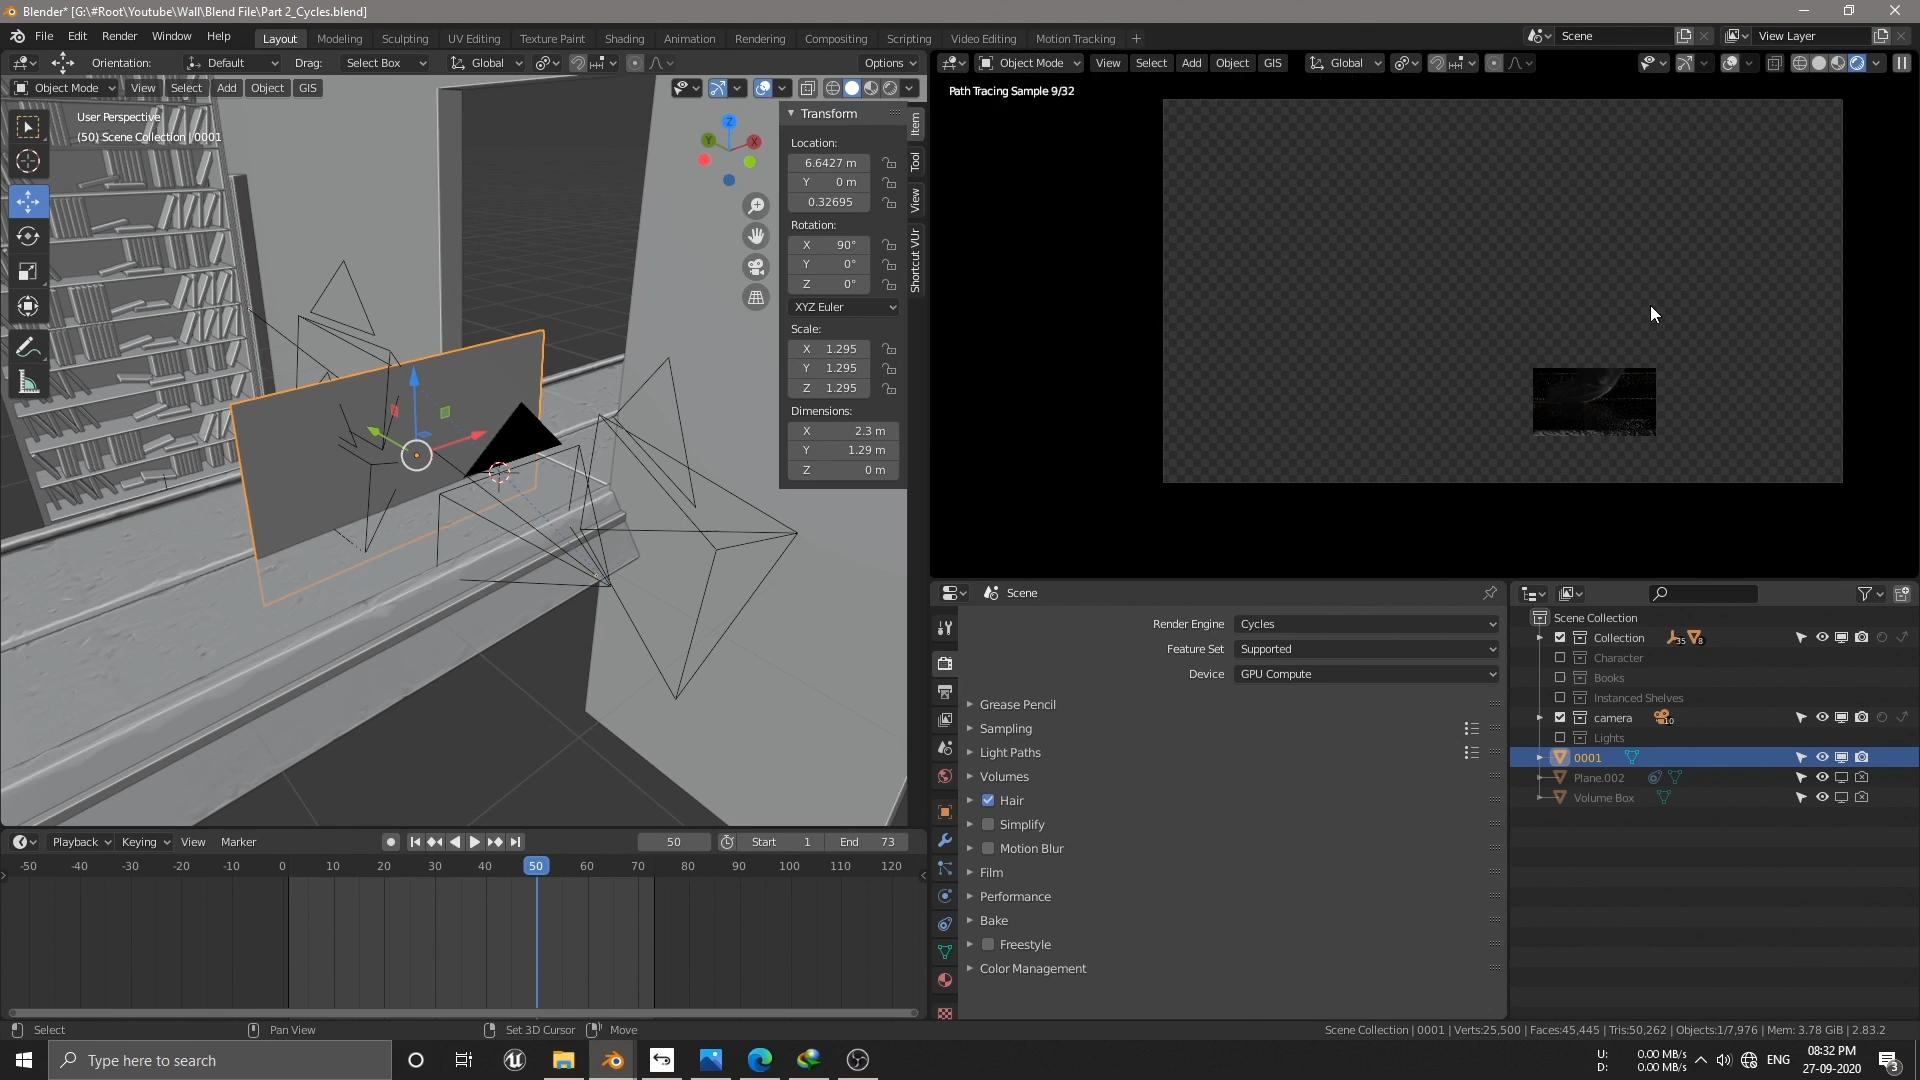 Blender* [G:\#Root\Youtube\Wall\Blend File\Part 2_Cycles.blend]
File Edit Render Window Help Layout Modeling Sculpting UV Editing Texture Paint Shading Animation Rendering Compositing Scripting Video Editing Motion Tracking + Scene View Layer
Orientation: Default Drag: Select Box Global Options
Object Mode View Select Add Object GIS Global
Object Mode View Select Add Object GIS
Path Tracing Sample 9/32
User Perspective
(50) Scene Collection | 0001
Transform
Location:
6.6427 m
Y 0 m
0.32695
Rotation:
X 90°
Y 0°
Z 0°
XYZ Euler
Scale:
X 1.295
Y 1.295
Z 1.295
Dimensions:
X 2.3 m
Y 1.29 m
Z 0 m
Item
Tool
View
Shortcut VUr
Z
Y
X
Scene
Render Engine Cycles
Feature Set Supported
Device GPU Compute
Grease Pencil
Sampling
Light Paths
Volumes
Hair
Simplify
Motion Blur
Film
Performance
Bake
Freestyle
Color Management
Scene Collection
Collection 35 8
Character
Books
Instanced Shelves
camera 10
Lights
0001
Plane.002
Volume Box
Playback Keying View Marker 50 Start 1 End 73
-50 -40 -30 -20 -10 0 10 20 30 40 50 60 70 80 90 100 110 120
Select Pan View Set 3D Cursor Move Scene Collection | 0001 | Verts:25,500 | Faces:45,445 | Tris:50,262 | Objects:1/7,976 | Mem: 3.78 GiB | 2.83.2
Type here to search
U: 0.00 MB/s
D: 0.00 MB/s
ENG
08:32 PM
27-09-2020
3